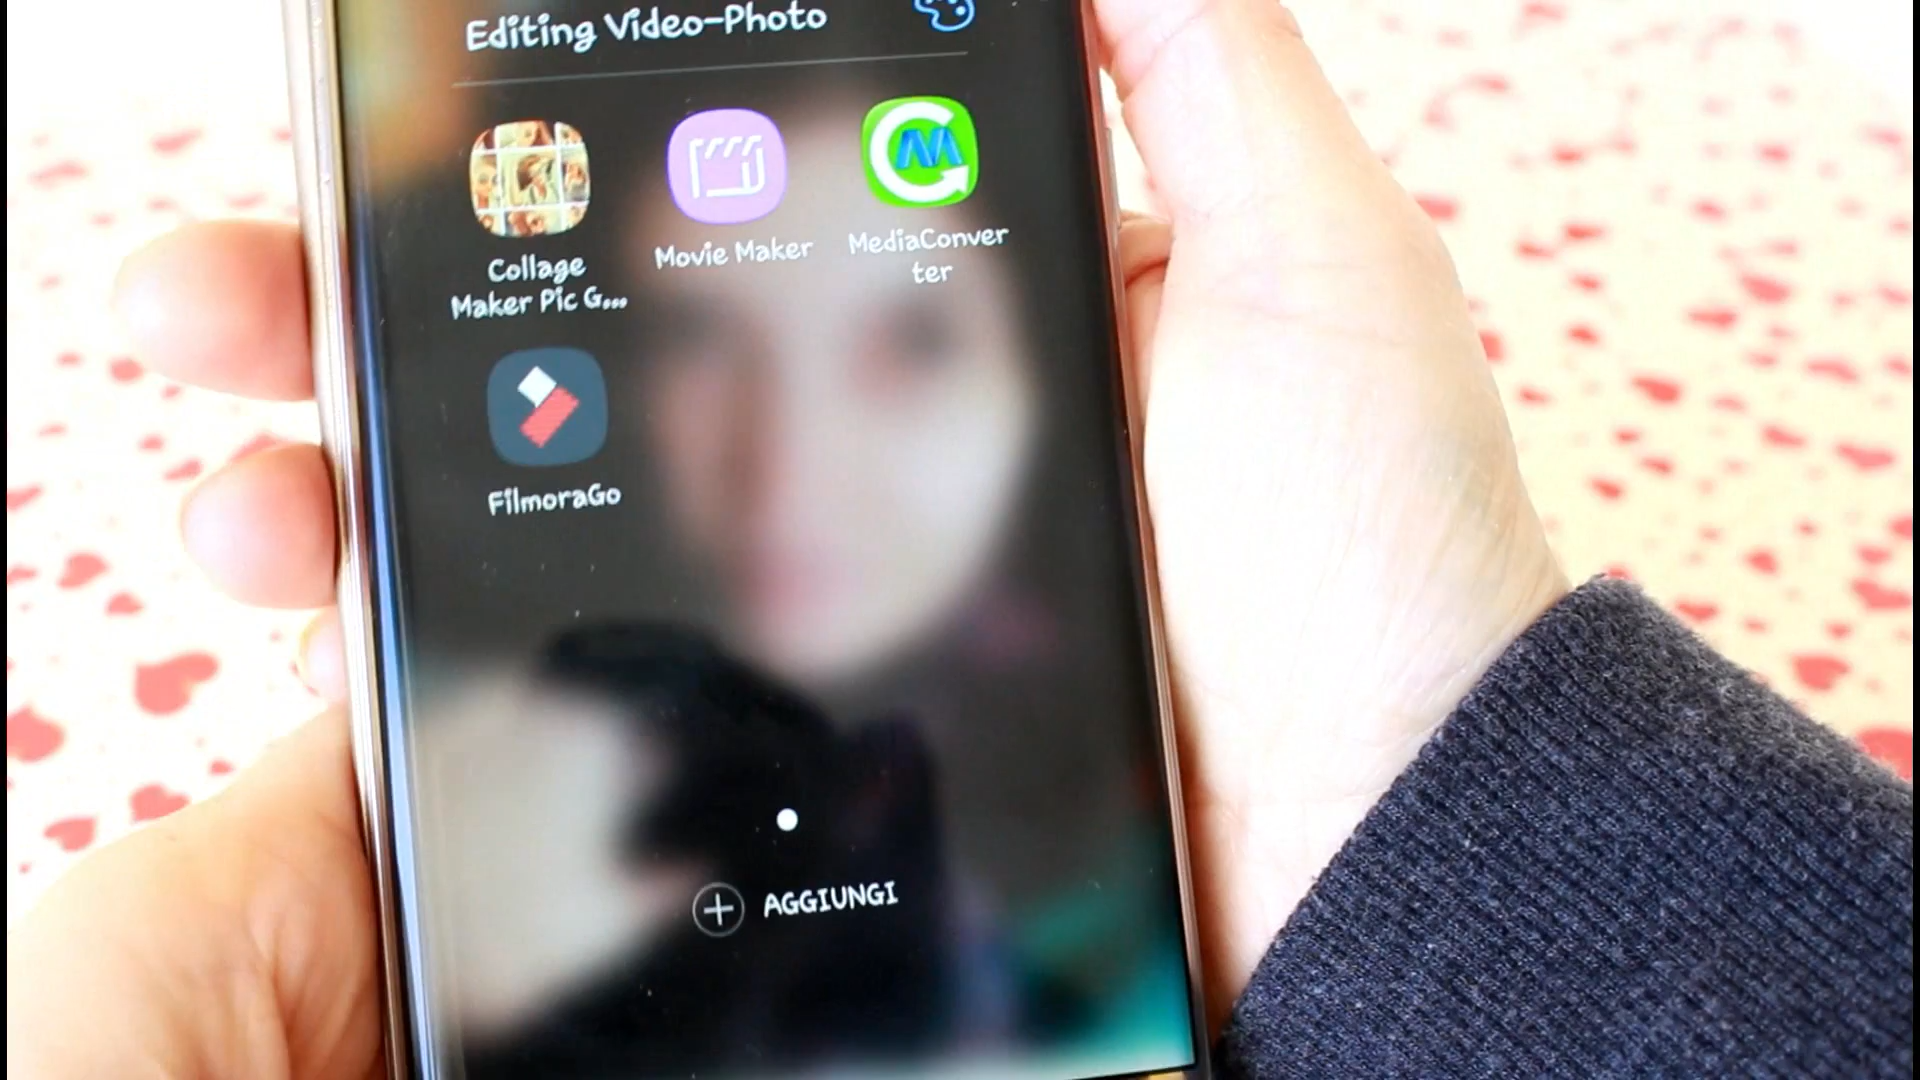 Editing Video-Photo
Collage
Maker Pic G...
Movie Maker
MediaConver
ter
FilmoraGo
AGGIUNGI